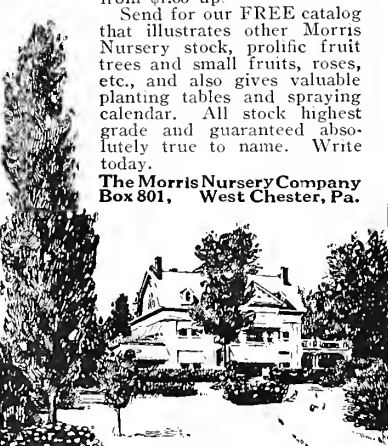 Send for our FREE catalog
that illustrates other Morris
Nursery stock, prolific fruit
trees and small fruits, roses,
etc., and also gives valuable
planting tables and spraying
calendar. All stock highest
grade and guaranteed abso-
lutely true to name. Write
today.
The Morris Nursery Company
Box 801, West Chester, Pa.